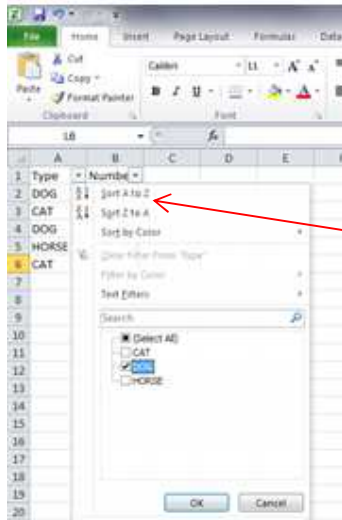 File Home Insert Page Layout Formulas Data
Cut
Calibri 11 A A
Copy
Paste Format Painter B I U A
Clipboard Font
L6 fx
A B C D E
1 Type Numbe
2 DOG Sort A to Z
3 CAT Sort Z to A
4 DOG Sort by Color
5 HORSE Clear Filter From "Type"
6 CAT Filter by Color
7 Text Filters
8
9 Search
10 (Select All)
11 CAT
12 DOG
13 HORSE
14
15
16
17
18
19 OK Cancel
20